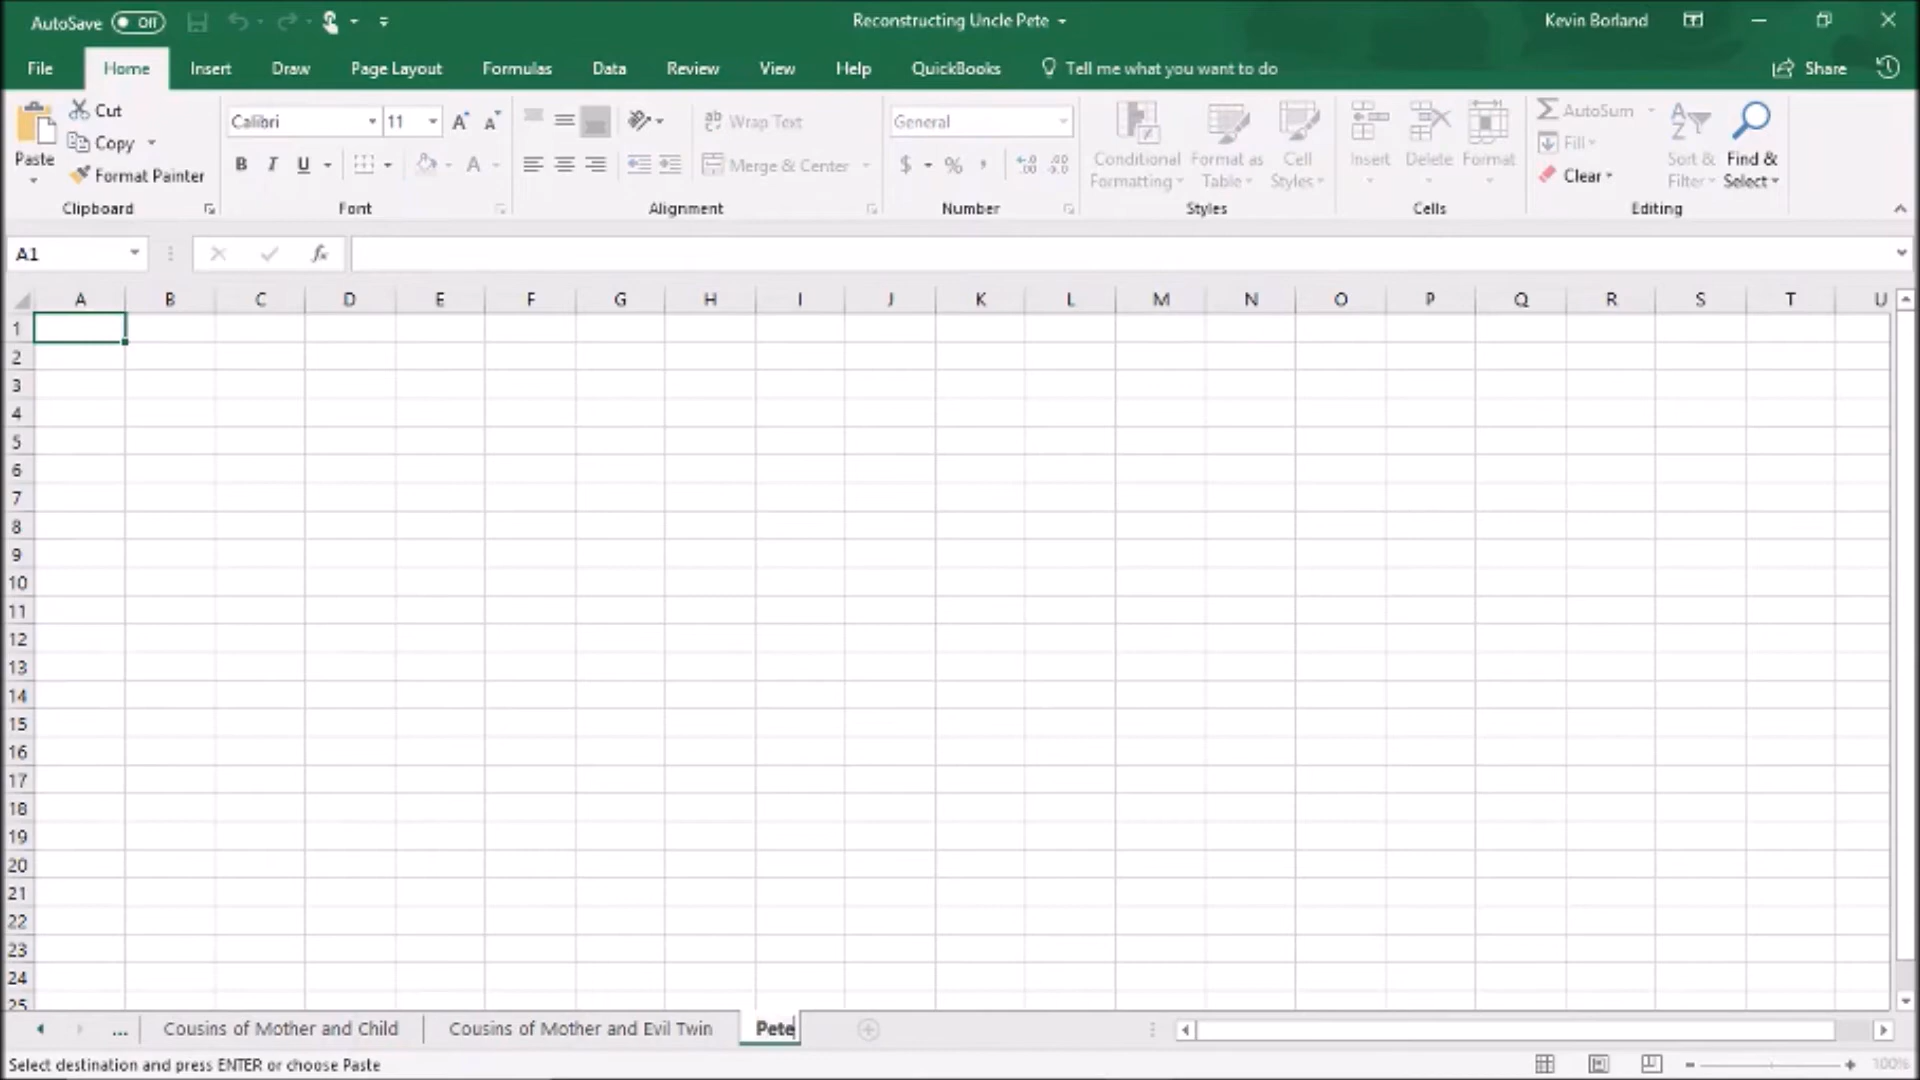 AutoSave Off Reconstructing Uncle Pete Kevin Borland
File Home Insert Draw Page Layout Formulas Data Review View Help QuickBooks Tell me what you want to do Share
Paste Cut Copy Format Painter Clipboard
Calibri 11 A A B I U A Font
ab Wrap Text Merge & Center Alignment
General $ % , .00 .00 Number
Conditional Formatting Format as Table Cell Styles Styles
Insert Delete Format Cells
AutoSum Fill Clear Sort & Filter Find & Select Editing
A1 fx
A B C D E F G H I J K L M N O P Q R S T U
1
2
3
4
5
6
7
8
9
10
11
12
13
14
15
16
17
18
19
20
21
22
23
24
25
... Cousins of Mother and Child Cousins of Mother and Evil Twin Pete
Select destination and press ENTER or choose Paste 100%